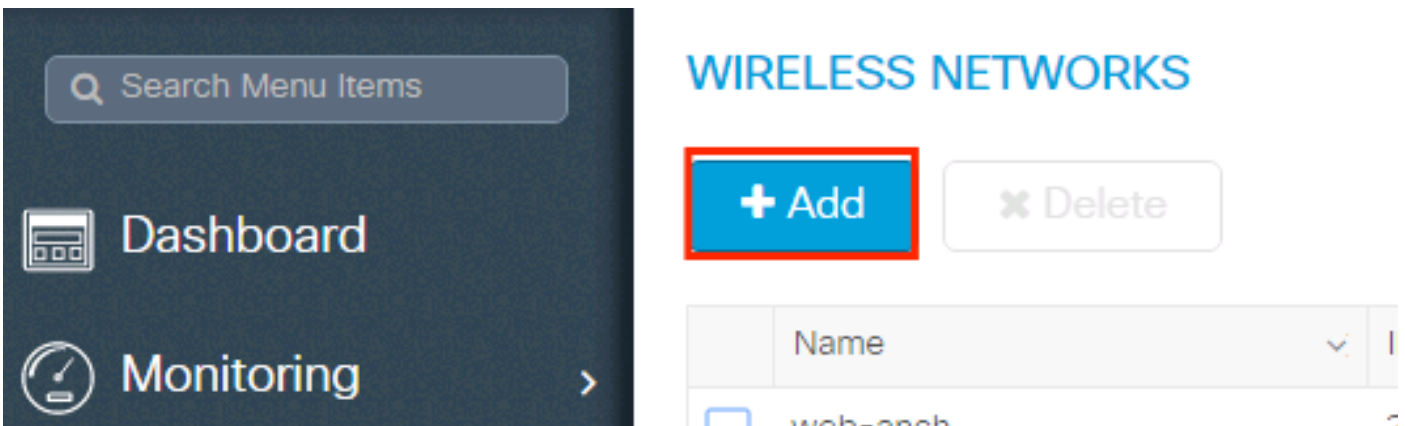 Search Menu Items
Dashboard
Monitoring
WIRELESS NETWORKS
Add
Delete
Name